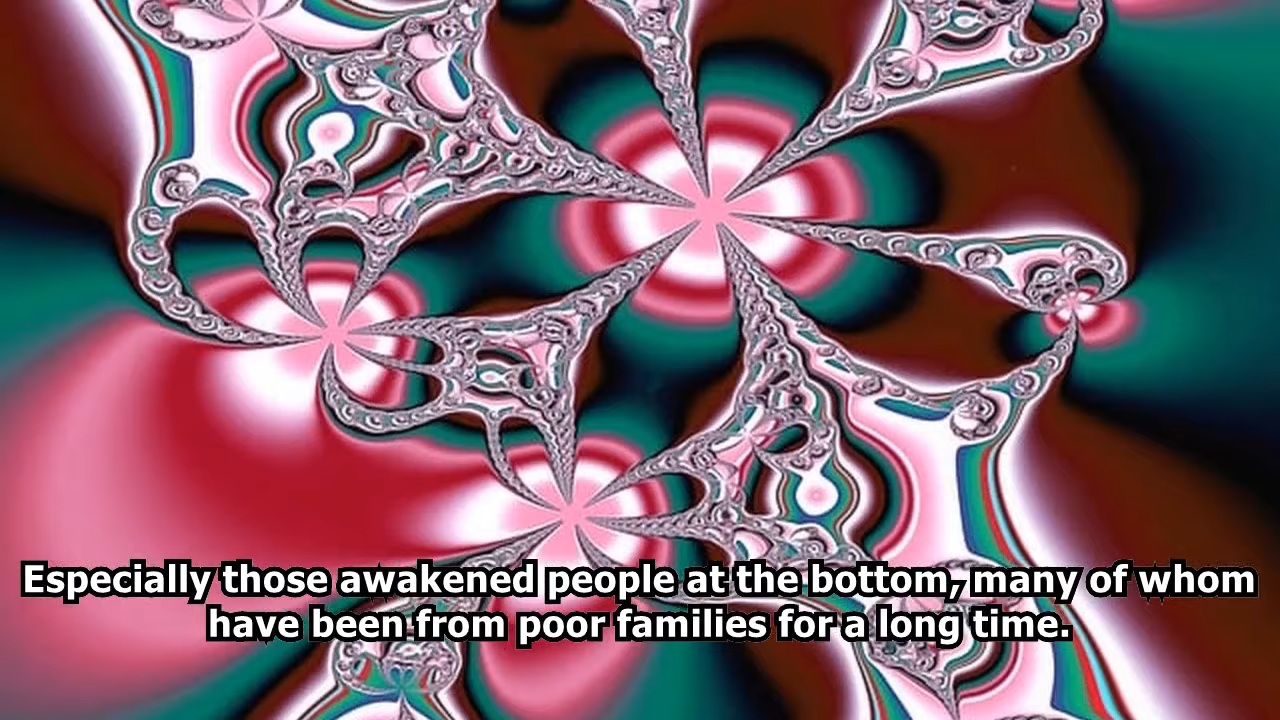 Especially those awakened people at the bottom, many of whom
have been from poor families for a long time.